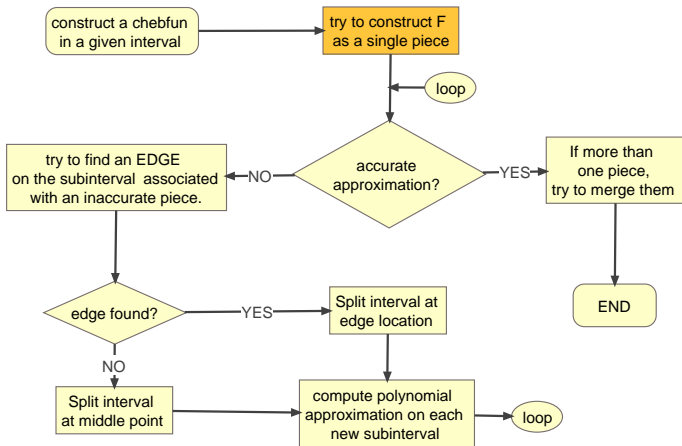 construct a chebfun
in a given interval
try to construct F
as a single piece
loop
accurate
approximation?
NO
YES
try to find an EDGE
on the subinterval associated
with an inaccurate piece.
If more than
one piece,
try to merge them
edge found?
YES
Split interval at
edge location
END
NO
Split interval
at middle point
compute polynomial
approximation on each
new subinterval
loop